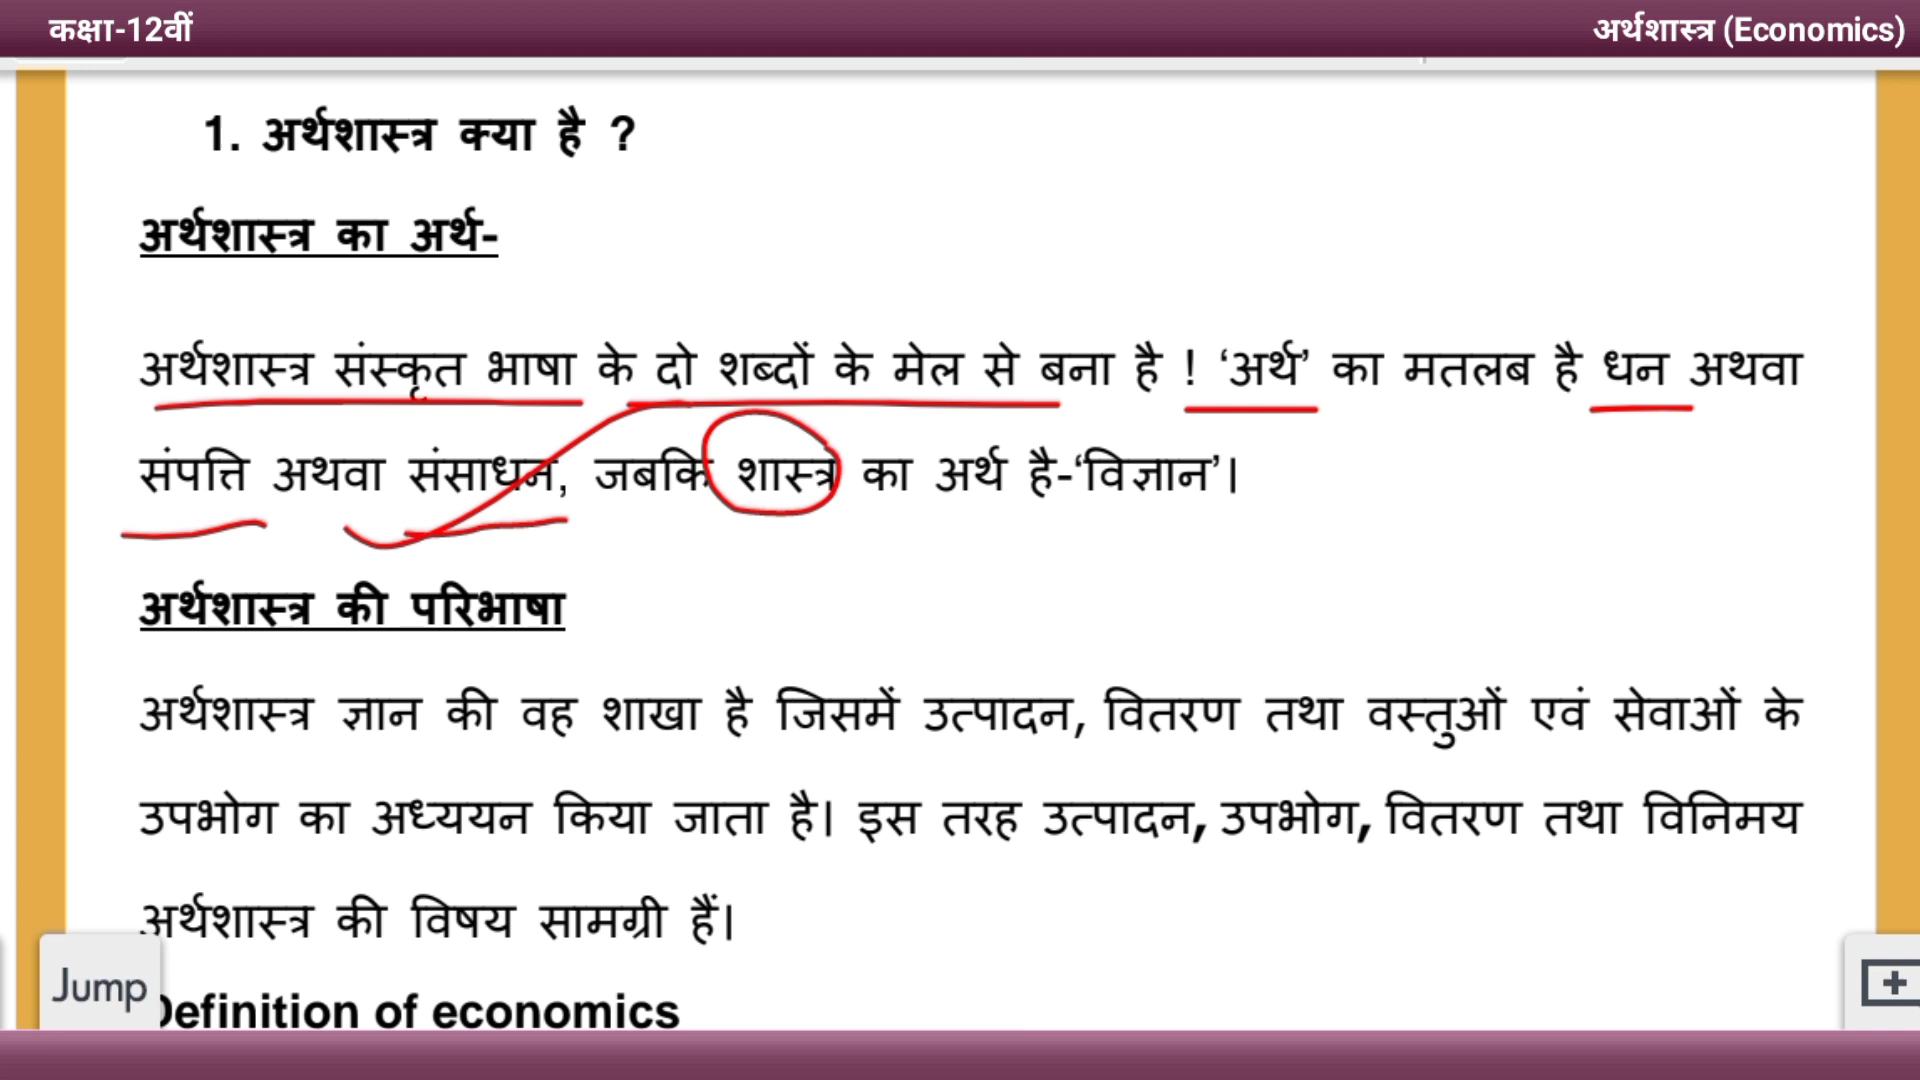 कक्षा-12वीं
अर्थशास्त्र (Economics)
1. अर्थशास्त्र क्या है ?
अर्थशास्त्र का अर्थ-
अर्थशास्त्र संस्कृत भाषा के दो शब्दों के मेल से बना है ! ‘अर्थ’ का मतलब है धन अथवा
संपत्ति अथवा संसाधन, जबकि शास्त्र का अर्थ है-‘विज्ञान’।
अर्थशास्त्र की परिभाषा
अर्थशास्त्र ज्ञान की वह शाखा है जिसमें उत्पादन, वितरण तथा वस्तुओं एवं सेवाओं के
उपभोग का अध्ययन किया जाता है। इस तरह उत्पादन, उपभोग, वितरण तथा विनिमय
अर्थशास्त्र की विषय सामग्री हैं।
Jump
Definition of economics